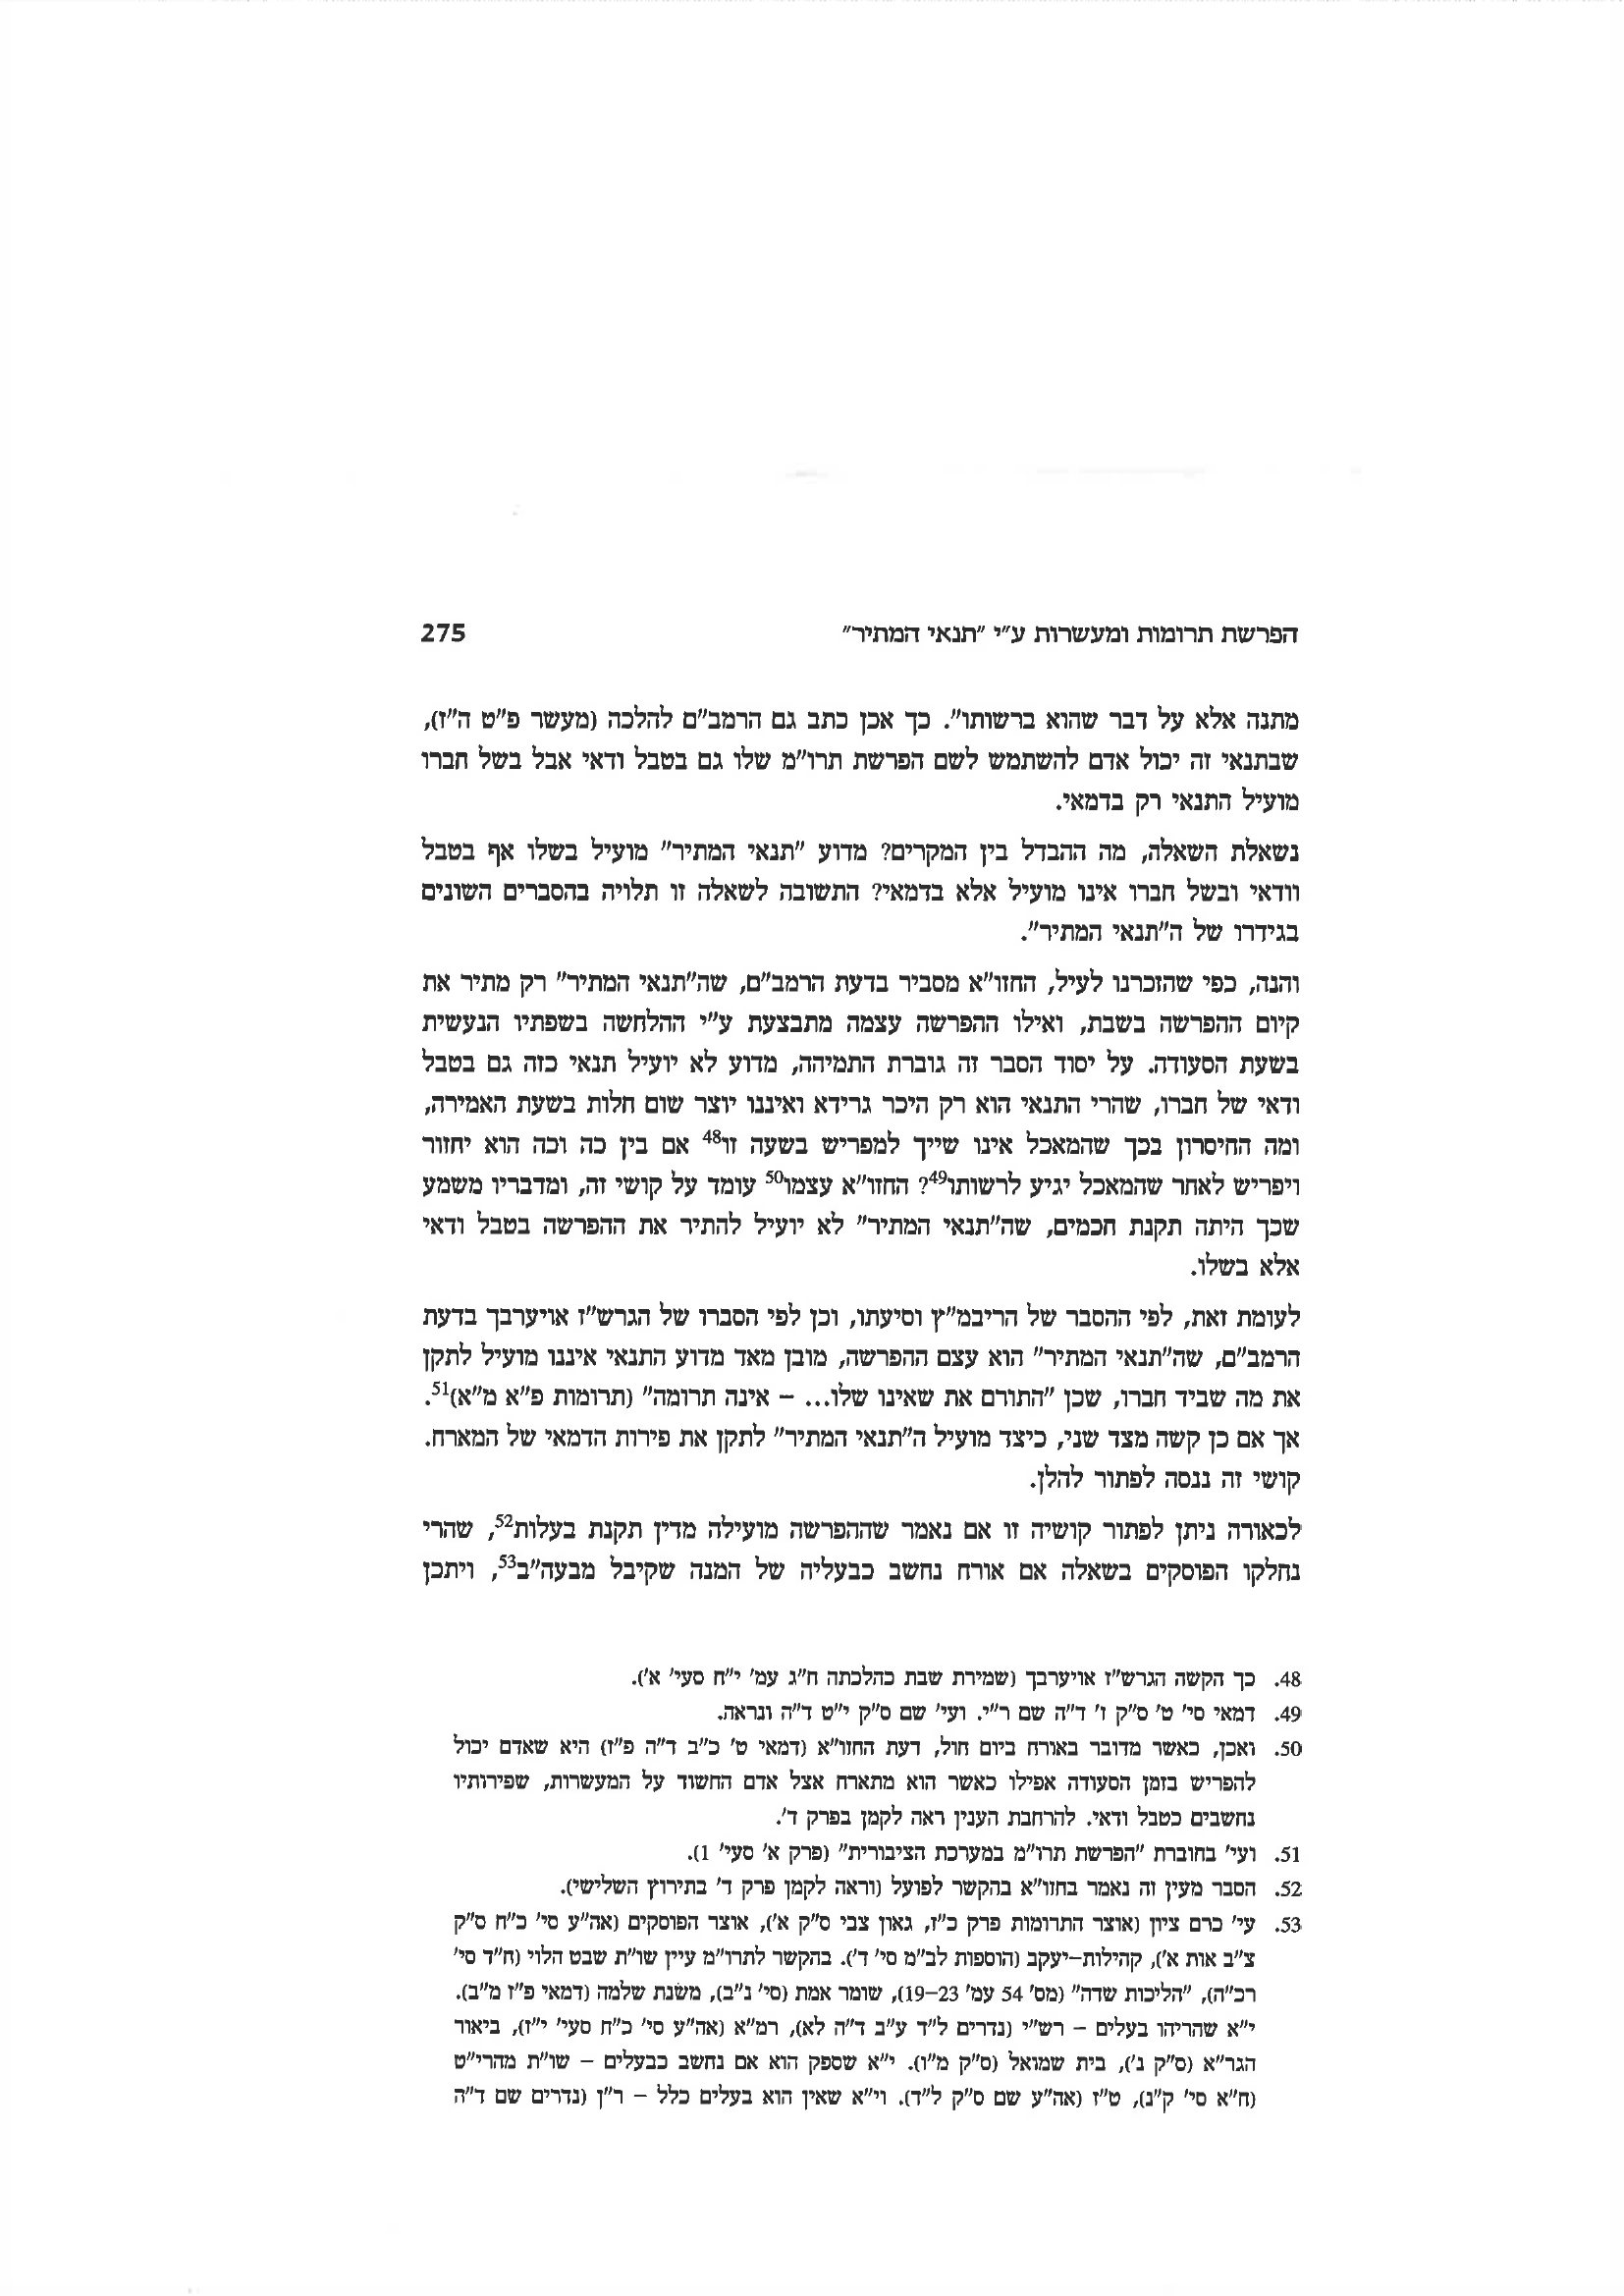 הפרשת תרומות ומעשרות ע״י ״תנאי המתיר״ 275
מתנה אלא על דבר שהוא ברשותו״. כך אכן כתב גם הרמב״ם להלכה (מעשר פ״ט ה״ז),
שבתנאי זה יכול אדם להשתמש לשם הפרשת תרו״מ שלו גם בטבל ודאי אבל בשל חברו
מועיל התנאי רק בדמאי.
נשאלת השאלה, מה ההבדל בין המקרים? מדוע ״תנאי המתיר״ מועיל בשלו אף בטבל
וודאי ובשל חברו אינו מועיל אלא בדמאי? התשובה לשאלה זו תלויה בהסברים השונים
בגידרו של ה״תנאי המתיר״.
והנה, כפי שהזכרנו לעיל, החזו״א מסביר בדעת הרמב״ם, שה״תנאי המתיר״ רק מתיר את
קיום ההפרשה בשבת, ואילו ההפרשה עצמה מתבצעת ע״י ההלחשה בשפתיו הנעשית
בשעת הסעודה. על יסוד הסבר זה גוברת התמיהה, מדוע לא יועיל תנאי כזה גם בטבל
ודאי של חברו, שהרי התנאי הוא רק היכר גרידא ואיננו יוצר שום חלות בשעת האמירה,
ומה החיסרון בכך שהמאכל אינו שייך למפריש בשעה זו48 אם בין כה וכה הוא יחזור
ויפריש לאחר שהמאכל יגיע לרשותו49? החזו״א עצמו50 עומד על קושי זה, ומדבריו משמע
שכך היתה תקנת חכמים, שה״תנאי המתיר״ לא יועיל להתיר את ההפרשה בטבל ודאי
אלא בשלו.
לעומת זאת, לפי ההסבר של הריבמ״ץ וסיעתו, וכן לפי הסברו של הגרש״ז אויערבך בדעת
הרמב״ם, שה״תנאי המתיר״ הוא עצם ההפרשה, מובן מאד מדוע התנאי איננו מועיל לתקן
את מה שביד חברו, שכן ״התורם את שאינו שלו... – אינה תרומה״ (תרומות פ״א מ״א)51.
אך אם כן קשה מצד שני, כיצד מועיל ה״תנאי המתיר״ לתקן את פירות הדמאי של המארח.
קושי זה ננסה לפתור להלן.
לכאורה ניתן לפתור קושיה זו אם נאמר שההפרשה מועילה מדין תקנת בעלות52, שהרי
נחלקו הפוסקים בשאלה אם אורח נחשב כבעליה של המנה שקיבל מבעה״ב53, ויתכן
48. כך הקשה הגרש״ז אויערבך (שמירת שבת כהלכתה ח״ג עמ׳ י״ח סעי׳ א׳).
49. דמאי סי׳ ט׳ ס״ק ז׳ ד״ה שם ר״י. ועי׳ שם ס״ק י״ט ד״ה ונראה.
50. ואכן, כאשר מדובר באורח ביום חול, דעת החזו״א (דמאי ט׳ כ״ב ד״ה פ״ז) היא שאדם יכול
להפריש בזמן הסעודה אפילו כאשר הוא מתארח אצל אדם החשוד על המעשרות, שפירותיו
נחשבים כטבל ודאי. להרחבת הענין ראה לקמן בפרק ד׳.
51. ועי׳ בחוברת ״הפרשת תרו״מ במערכת הציבורית״ (פרק א׳ סעי׳ 1).
52. הסבר מעין זה נאמר בחזו״א בהקשר לפועל (וראה לקמן פרק ד׳ בתירוץ השלישי).
53. עי׳ כרם ציון (אוצר התרומות פרק כ״ז, גאון צבי ס״ק א׳), אוצר הפוסקים (אה״ע סי׳ כ״ח ס״ק
צ״ב אות א׳), קהילות–יעקב (הוספות לב״מ סי׳ ד׳). בהקשר לתרו״מ עיין שו״ת שבט הלוי (ח״ד סי׳
רכ״ה), ״הליכות שדה״ (מס׳ 54 עמ׳ 19–23), שומר אמת (סי׳ נ״ב), משנת שלמה (דמאי פ״ז מ״ב).
י״א שהריהו בעלים – רש״י (נדרים ל״ד ע״ב ד״ה לא), רמ״א (אה״ע סי׳ כ״ח סעי׳ י״ז), ביאור
הגר״א (ס״ק נ׳), בית שמואל (ס״ק מ״ו). י״א שספק הוא אם נחשב כבעלים – שו״ת מהרי״ט
(ח״א סי׳ ק״נ), ט״ז (אה״ע שם ס״ק ל״ד). וי״א שאין הוא בעלים כלל – ר״ן (נדרים שם ד״ה